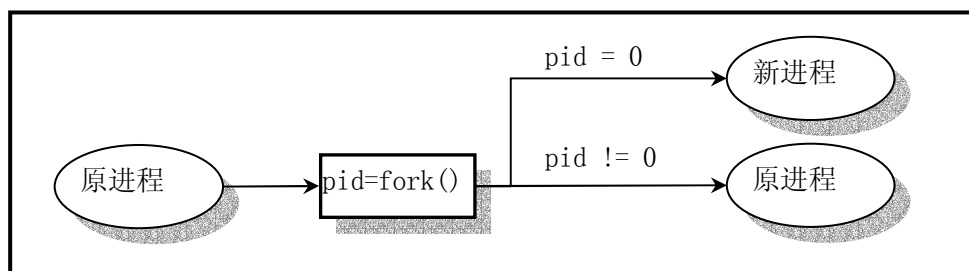 pid = 0
新进程
原进程
pid=fork()
pid != 0
原进程